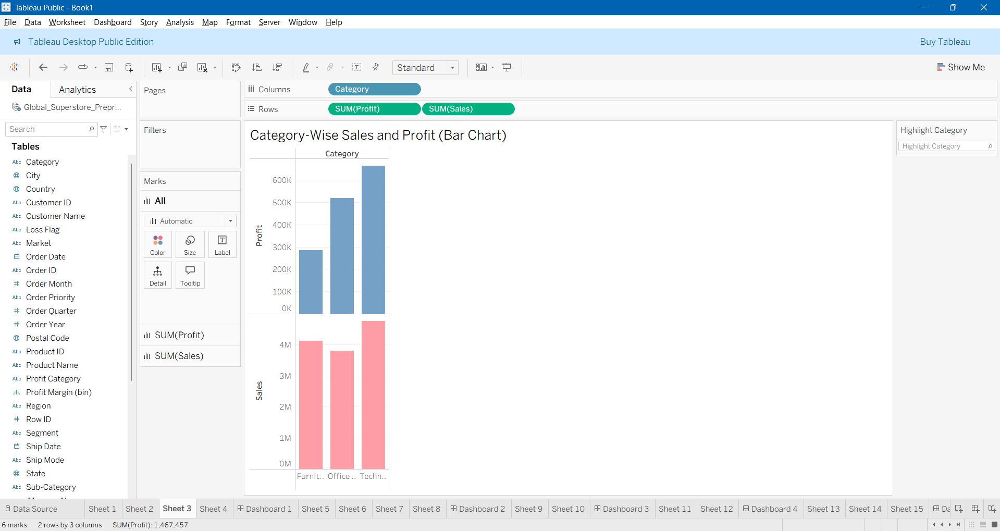 Tableau Public - Book1
File Data Worksheet Dashboard Story Analysis Map Format Server Window Help
Tableau Desktop Public Edition
Buy Tableau
Standard
Show Me
Data
Analytics
Global_Superstore_Prepr...
Search
Tables
Abc Category
City
Country
Abc Customer ID
Abc Customer Name
=Abc Loss Flag
Abc Market
Order Date
Abc Order ID
# Order Month
Abc Order Priority
# Order Quarter
# Order Year
Postal Code
Abc Product ID
Abc Product Name
Abc Profit Category
Profit Margin (bin)
Abc Region
# Row ID
Abc Segment
Ship Date
Abc Ship Mode
State
Abc Sub-Category
Pages
Filters
Marks
All
Automatic
Color
Size
Label
Detail
Tooltip
SUM(Profit)
SUM(Sales)
Columns
Category
Rows
SUM(Profit)
SUM(Sales)
Category-Wise Sales and Profit (Bar Chart)
Category
Profit
600K
500K
400K
300K
200K
100K
0K
Sales
4M
3M
2M
1M
0M
Furnit.. Office .. Techn..
Highlight Category
Highlight Category
Data Source
Sheet 1
Sheet 2
Sheet 3
Sheet 4
Dashboard 1
Sheet 5
Sheet 6
Sheet 7
Sheet 8
Dashboard 2
Sheet 9
Sheet 10
Dashboard 3
Sheet 11
Sheet 12
Dashboard 4
Sheet 13
Sheet 14
Sheet 15
6 marks
2 rows by 3 columns
SUM(Profit): 1,467,457